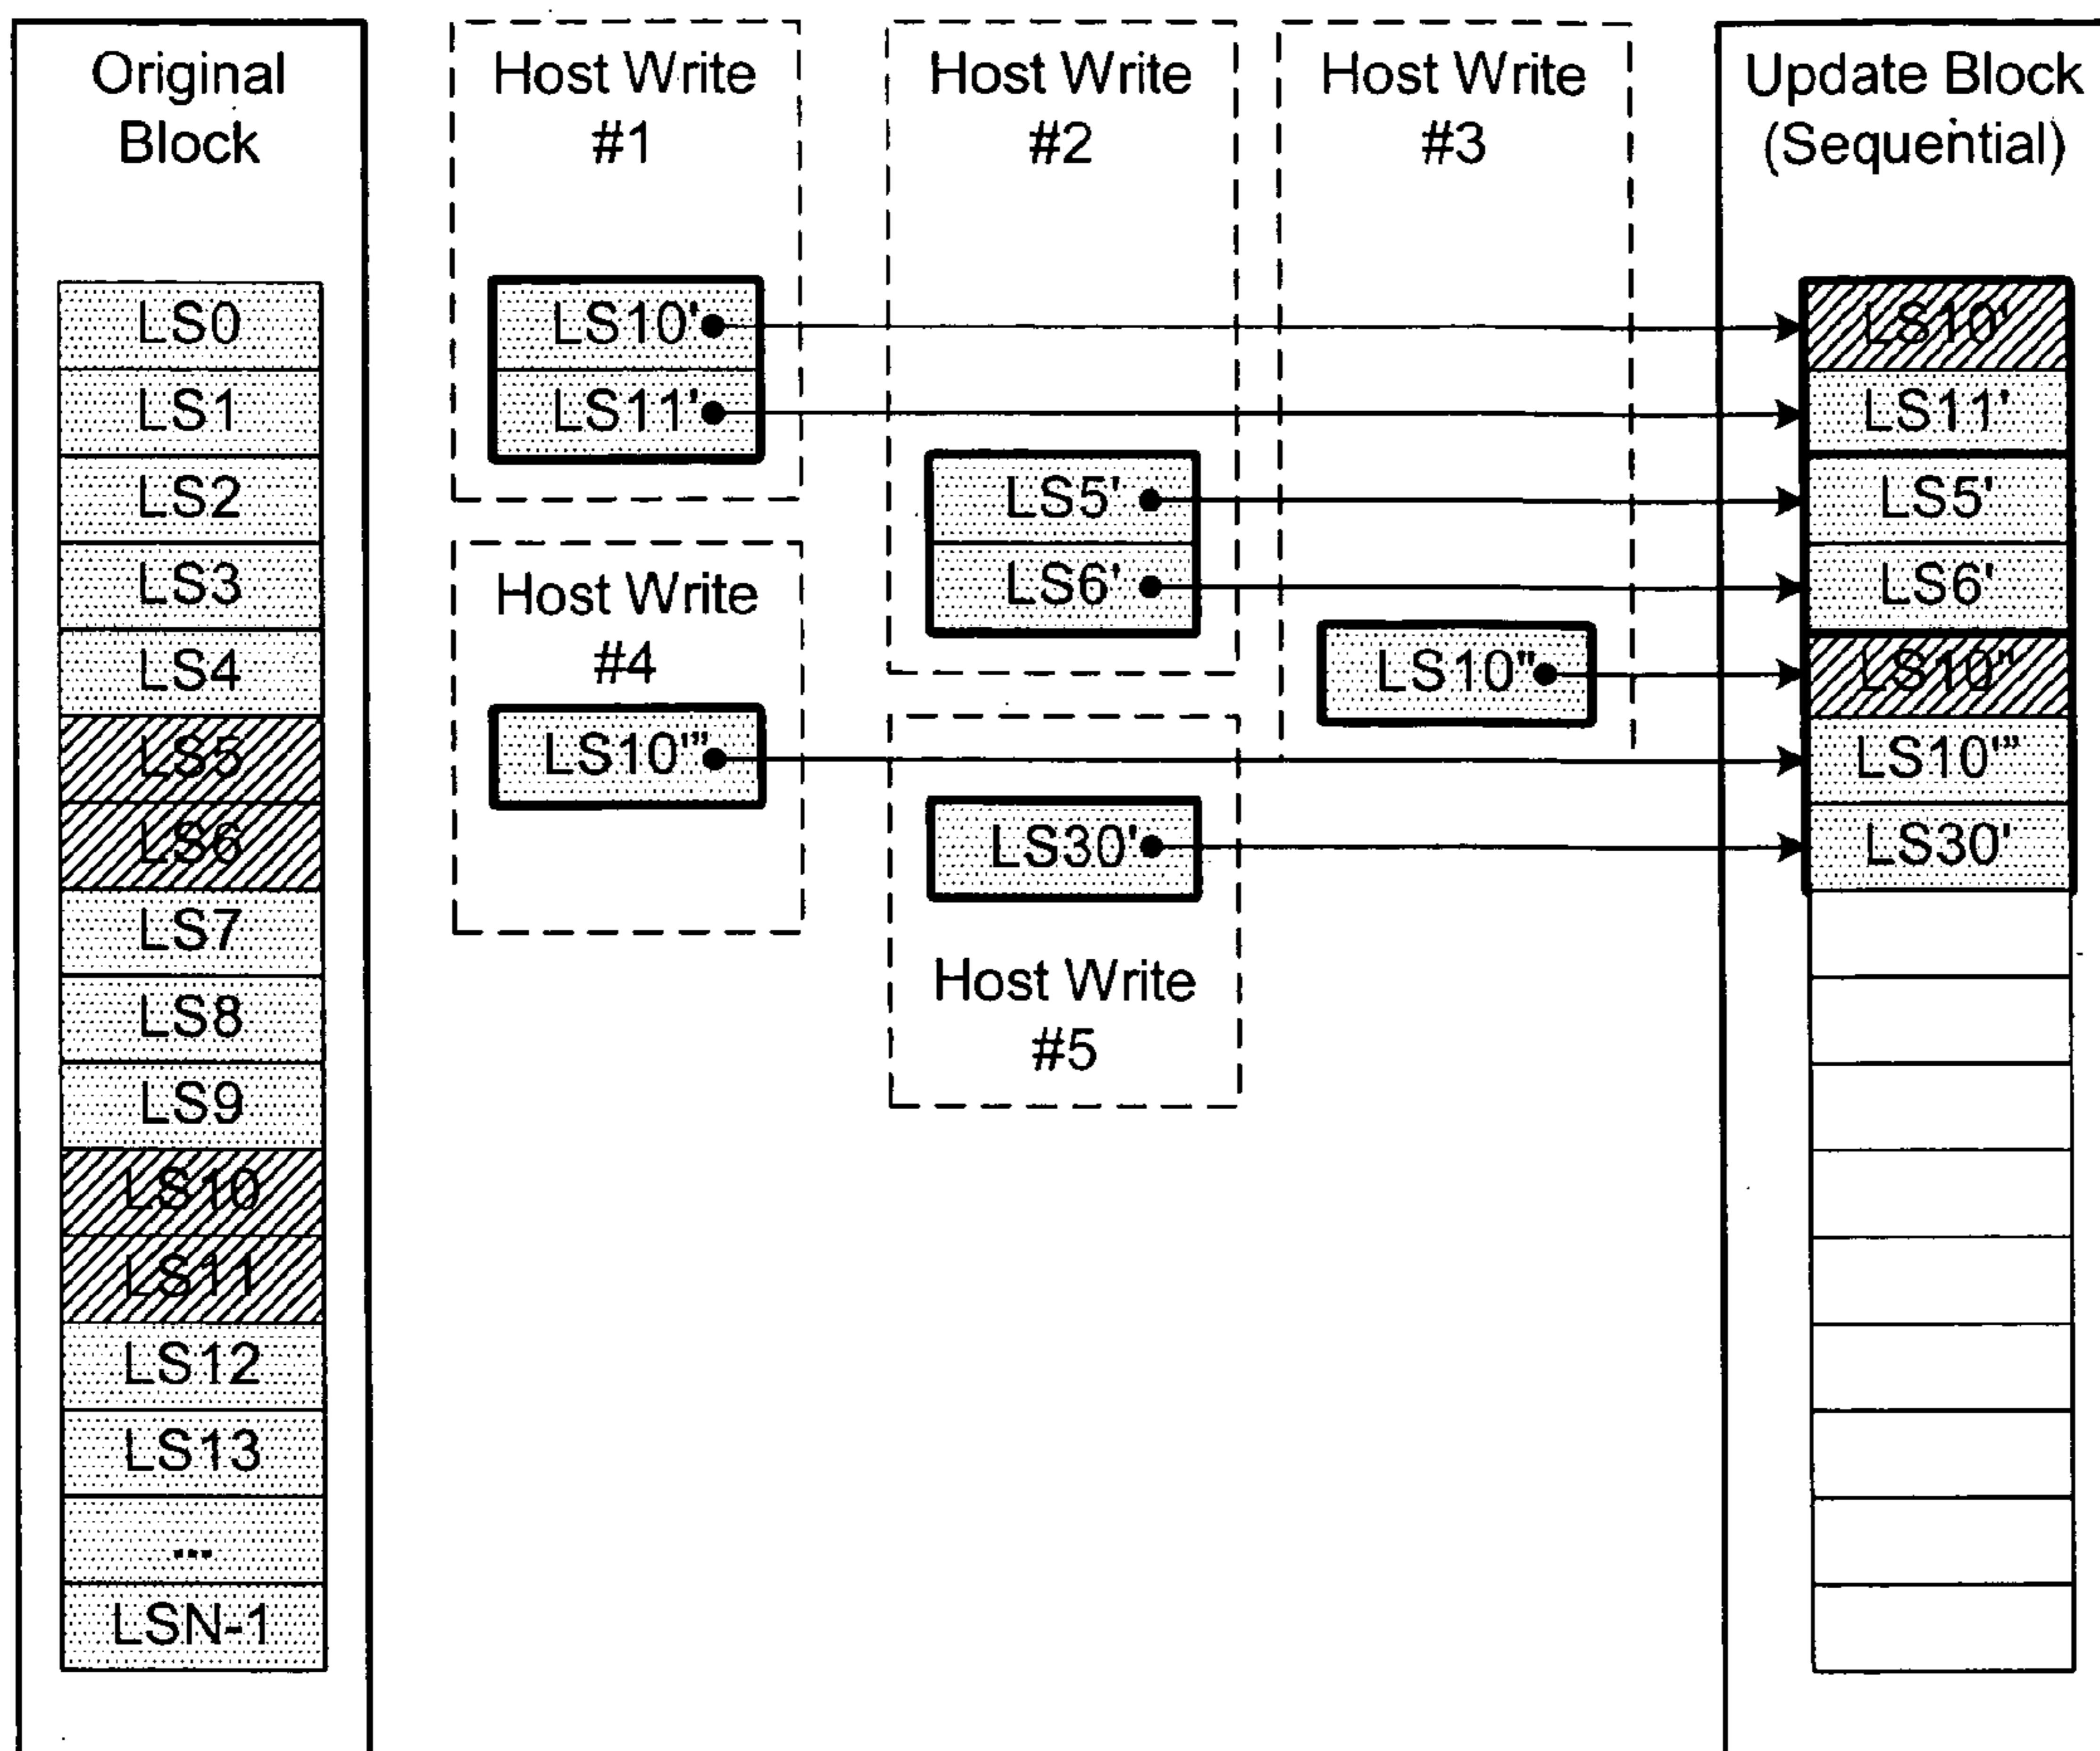 Original
Block
LS0
LS1
LS2
LS3
LS4
LS5
LS6
LS7
LS8
LS9
LS10
LS11
LS12
LS13
...
LSN-1
Host Write
#1
LS10'
LS11'
Host Write
#4
LS10'''
Host Write
#2
LS5'
LS6'
LS30'
Host Write
#5
Host Write
#3
LS10''
Update Block
(Sequential)
LS10'
LS11'
LS5'
LS6'
LS10''
LS10'''
LS30'